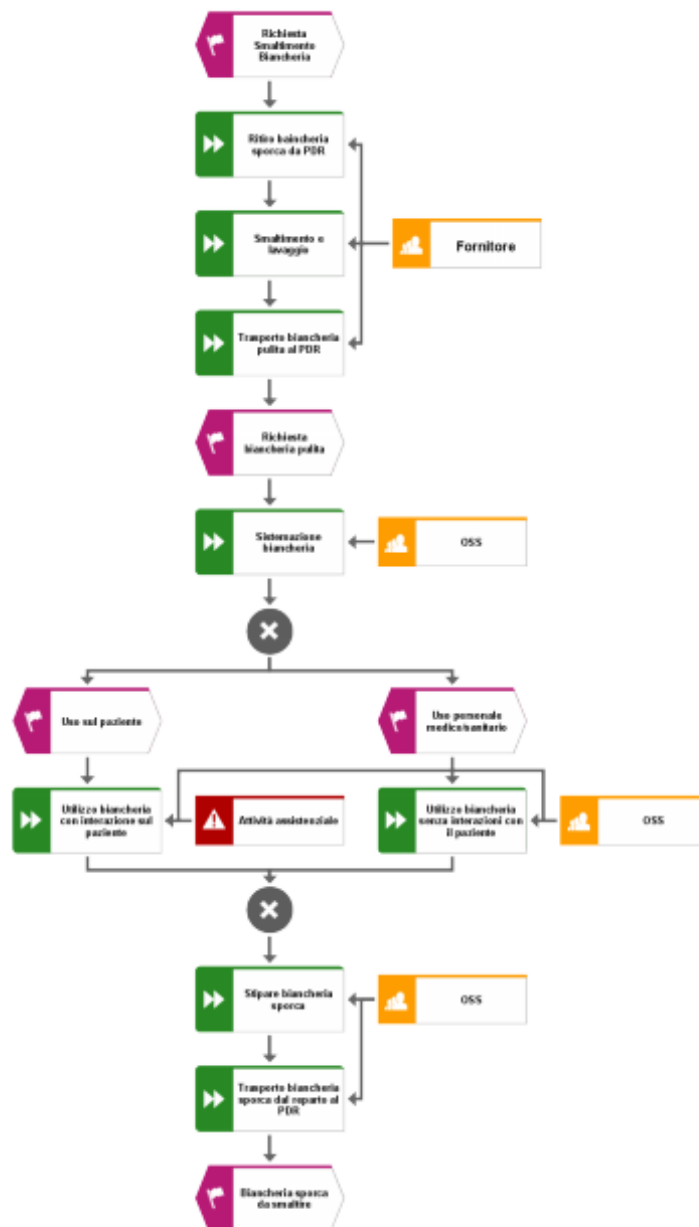 Richiesta
Smaltimento
Biancheria
Ritiro baincheria
sporca da PDR
Smaltimento e
lavaggio
Fornitore
Trasporto biancheria
pulita al PDR
Richiesta
biancheria pulita
Sistemazione
biancheria
OSS
Uso sul paziente
Uso personale
medico/sanitario
Utilizzo biancheria
con interazione sul
paziente
Attività assistenziale
Utilizzo biancheria
senza interazioni con
il paziente
OSS
Stipare biancheria
sporca
OSS
Trasporto biancheria
sporca dal reparto al
PDR
Biancheria sporca
da smaltire